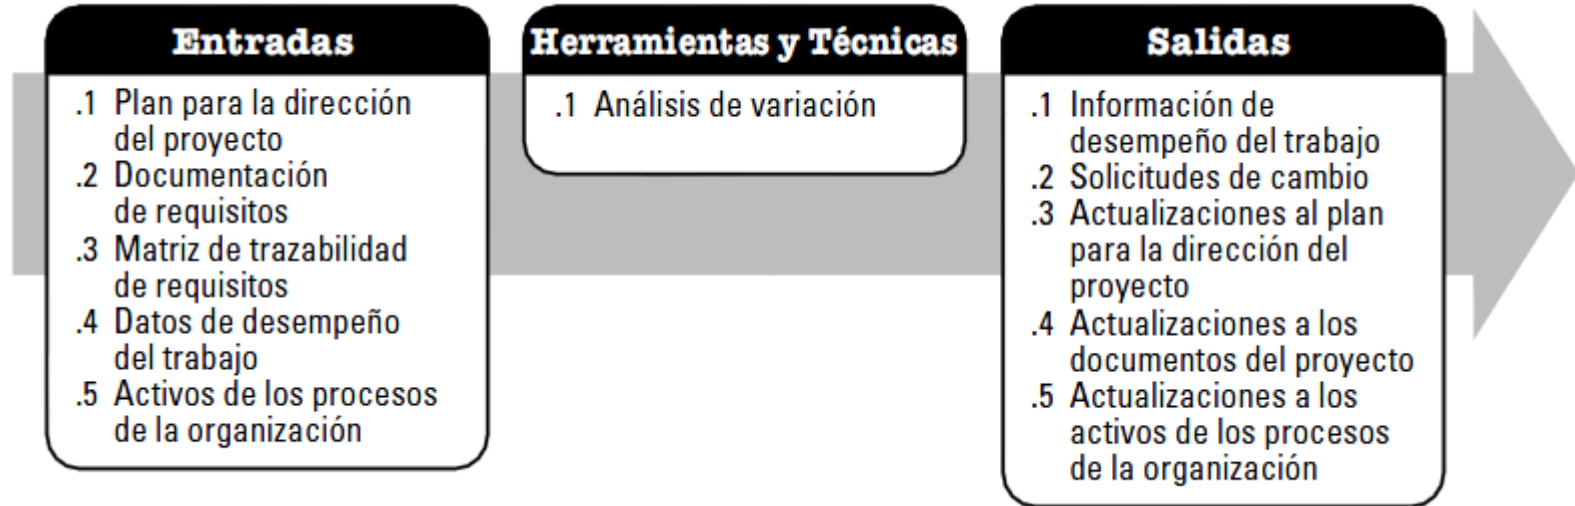 Entradas
.1 Plan para la dirección
del proyecto
.2 Documentación
de requisitos
.3 Matriz de trazabilidad
de requisitos
.4 Datos de desempeño
del trabajo
.5 Activos de los procesos
de la organización
Herramientas y Técnicas
.1 Análisis de variación
Salidas
.1 Información de
desempeño del trabajo
.2 Solicitudes de cambio
.3 Actualizaciones al plan
para la dirección del
proyecto
.4 Actualizaciones a los
documentos del proyecto
.5 Actualizaciones a los
activos de los procesos
de la organización